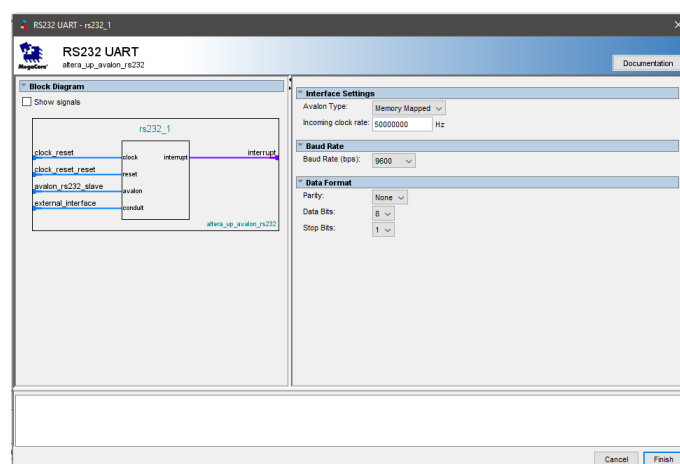 RS232 UART - rs232_1
RS232 UART
altera_up_avalon_rs232
MegaCore'
Documentation
Block Diagram
Show signals
rs232_1
clock_reset
clock
interrupt
interrupt
clock_reset_reset
reset
avalon_rs232_slave
avalon
external_interface
conduit
altera_up_avalon_rs232
Interface Settings
Avalon Type: Memory Mapped
Incoming clock rate: 50000000 Hz
Baud Rate
Baud Rate (bps): 9600
Data Format
Parity: None
Data Bits: 8
Stop Bits: 1
Cancel Finish